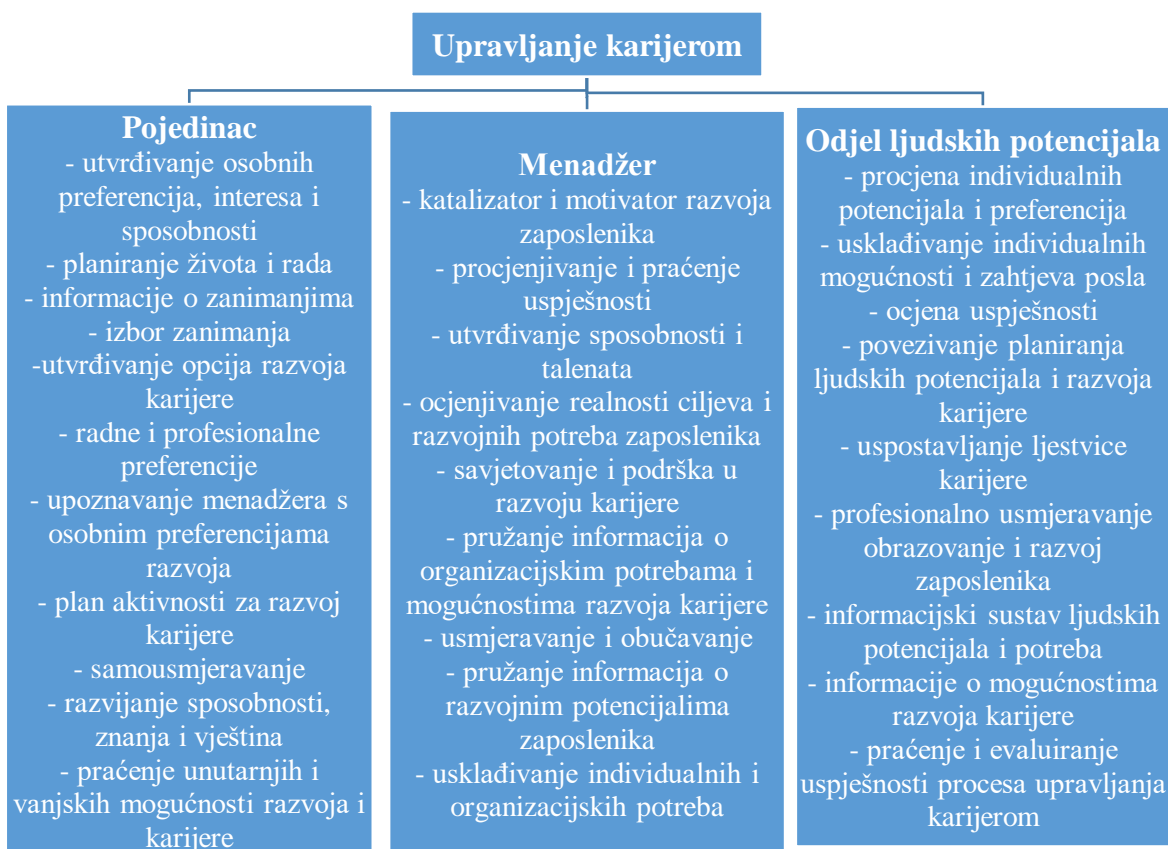 Upravljanje karijerom
Pojedinac
- utvrđivanje osobnih
preferencija, interesa i
sposobnosti
- planiranje života i rada
- informacije o zanimanjima
- izbor zanimanja
-utvrđivanje opcija razvoja
karijere
- radne i profesionalne
preferencije
- upoznavanje menadžera s
osobnim preferencijama
razvoja
- plan aktivnosti za razvoj
karijere
- samousmjeravanje
- razvijanje sposobnosti,
znanja i vještina
- praćenje unutarnjih i
vanjskih mogućnosti razvoja i
karijere
Menadžer
- katalizator i motivator razvoja
zaposlenika
- procjenjivanje i praćenje
uspješnosti
- utvrđivanje sposobnosti i
talenata
- ocjenjivanje realnosti ciljeva i
razvojnih potreba zaposlenika
- savjetovanje i podrška u
razvoju karijere
- pružanje informacija o
organizacijskim potrebama i
mogućnostima razvoja karijere
- usmjeravanje i obučavanje
- pružanje informacija o
razvojnim potencijalima
zaposlenika
- usklađivanje individualnih i
organizacijskih potreba
Odjel ljudskih potencijala
- procjena individualnih
potencijala i preferencija
- usklađivanje individualnih
mogućnosti i zahtjeva posla
- ocjena uspješnosti
- povezivanje planiranja
ljudskih potencijala i razvoja
karijere
- uspostavljanje ljestvice
karijere
- profesionalno usmjeravanje
obrazovanje i razvoj
zaposlenika
- informacijski sustav ljudskih
potencijala i potreba
- informacije o mogućnostima
razvoja karijere
- praćenje i evaluiranje
uspješnosti procesa upravljanja
karijerom